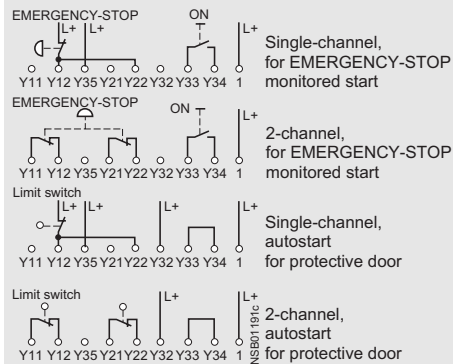 EMERGENCY-STOP ON
L+ L+ L+
Single-channel,
for EMERGENCY-STOP
monitored start
Y11 Y12 Y35 Y21 Y22 Y32 Y33 Y34 1
EMERGENCY-STOP
ON L+
2-channel,
for EMERGENCY-STOP
monitored start
Y11 Y12 Y35 Y21 Y22 Y32 Y33 Y34 1
Limit switch
L+ L+ L+ L+
Single-channel,
autostart
for protective door
Y11 Y12 Y35 Y21 Y22 Y32 Y33 Y34 1
Limit switch
L+ L+
2-channel,
autostart
for protective door
Y11 Y12 Y35 Y21 Y22 Y32 Y33 Y34 1
NSB01191c